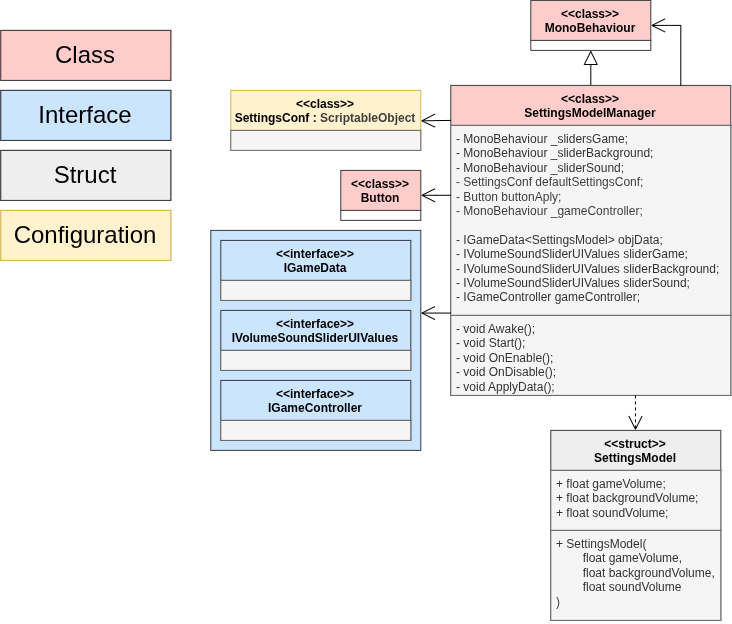 Class
Interface
Struct
Configuration
<<class>>
MonoBehaviour
<<class>>
SettingsConf : ScriptableObject
<<class>>
Button
<<interface>>
IGameData
<<interface>>
IVolumeSoundSliderUIValues
<<interface>>
IGameController
<<class>>
SettingsModelManager
- MonoBehaviour _slidersGame;
- MonoBehaviour _sliderBackground;
- MonoBehaviour _sliderSound;
- SettingsConf defaultSettingsConf;
- Button buttonAply;
- MonoBehaviour _gameController;
- IGameData<SettingsModel> objData;
- IVolumeSoundSliderUIValues sliderGame;
- IVolumeSoundSliderUIValues sliderBackground;
- IVolumeSoundSliderUIValues sliderSound;
- IGameController gameController;
- void Awake();
- void Start();
- void OnEnable();
- void OnDisable();
- void ApplyData();
<<struct>>
SettingsModel
+ float gameVolume;
+ float backgroundVolume;
+ float soundVolume;
+ SettingsModel(
float gameVolume,
float backgroundVolume,
float soundVolume
)